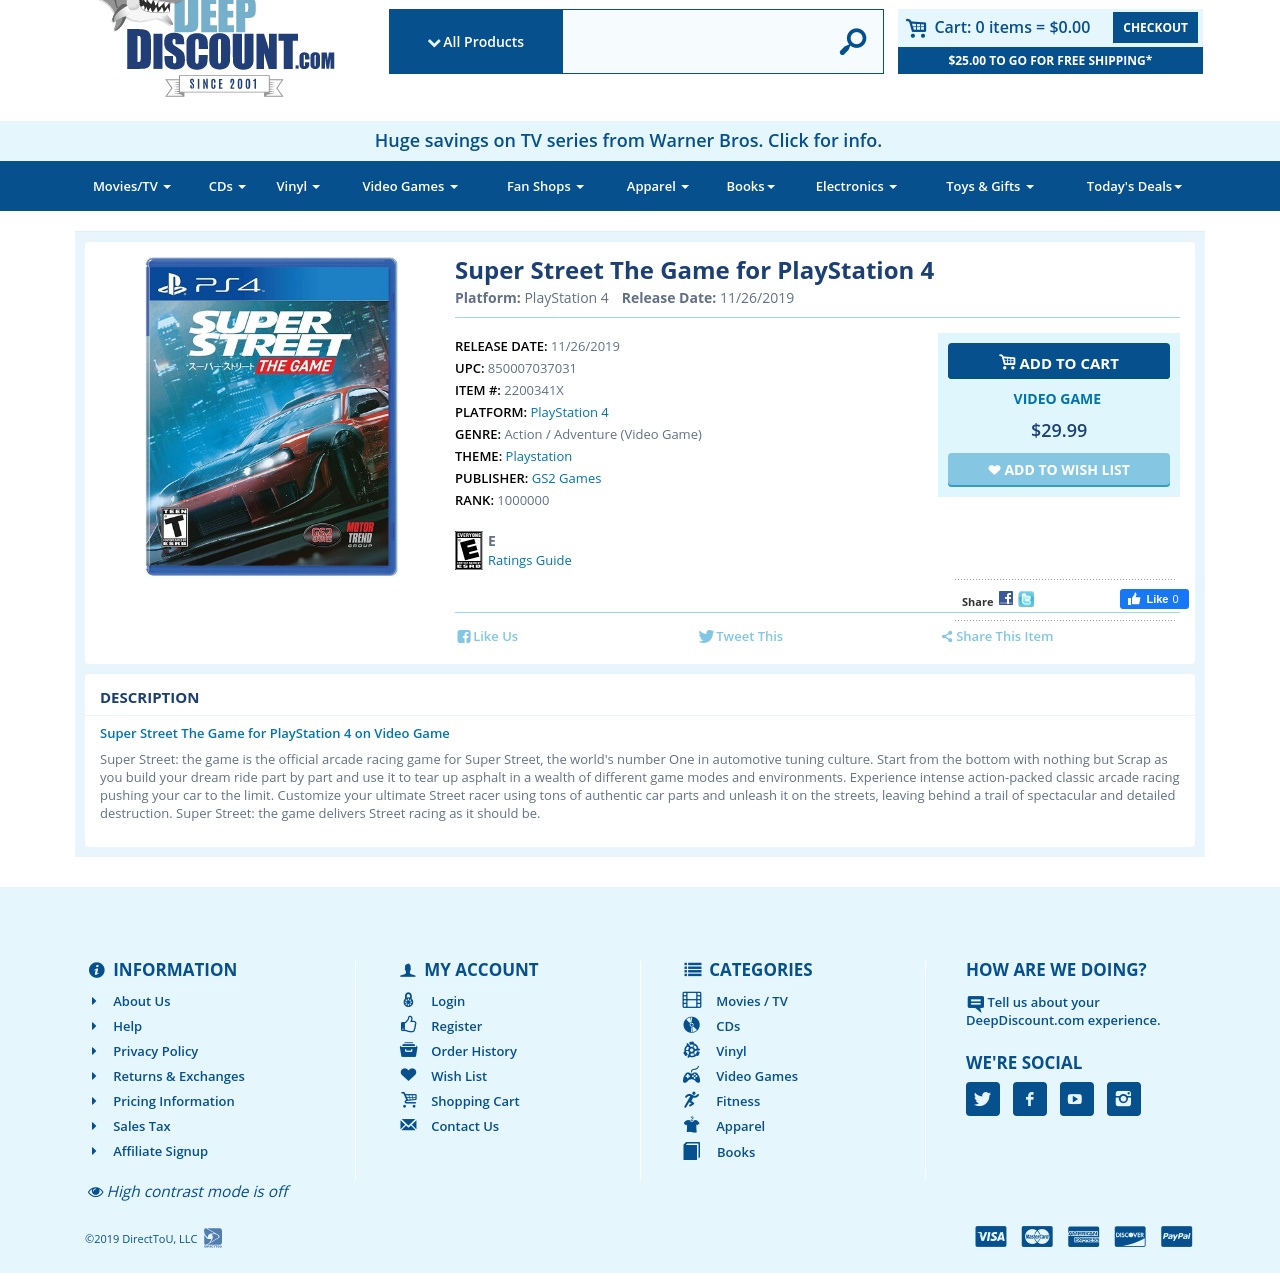 DEEP
DISCOUNT.COM
SINCE 2001
All Products
Cart: 0 items = $0.00
CHECKOUT
$25.00 TO GO FOR FREE SHIPPING*
Huge savings on TV series from Warner Bros. Click for info.
Movies/TV CDs Vinyl Video Games Fan Shops Apparel Books Electronics Toys & Gifts Today's Deals
PS4
SUPER
STREET
スーパーストリート THE GAME
TEEN
T
ESRB
GS2
GAMES
MOTOR
TREND
GROUP
Super Street The Game for PlayStation 4
Platform: PlayStation 4 Release Date: 11/26/2019
RELEASE DATE: 11/26/2019
UPC: 850007037031
ITEM #: 2200341X
PLATFORM: PlayStation 4
GENRE: Action / Adventure (Video Game)
THEME: Playstation
PUBLISHER: GS2 Games
RANK: 1000000
EVERYONE
E
ESRB
E
Ratings Guide
ADD TO CART
VIDEO GAME
$29.99
ADD TO WISH LIST
Share
Like 0
Like Us
Tweet This
Share This Item
DESCRIPTION
Super Street The Game for PlayStation 4 on Video Game
Super Street: the game is the official arcade racing game for Super Street, the world's number One in automotive tuning culture. Start from the bottom with nothing but Scrap as
you build your dream ride part by part and use it to tear up asphalt in a wealth of different game modes and environments. Experience intense action-packed classic arcade racing
pushing your car to the limit. Customize your ultimate Street racer using tons of authentic car parts and unleash it on the streets, leaving behind a trail of spectacular and detailed
destruction. Super Street: the game delivers Street racing as it should be.
INFORMATION
About Us
Help
Privacy Policy
Returns & Exchanges
Pricing Information
Sales Tax
Affiliate Signup
High contrast mode is off
MY ACCOUNT
Login
Register
Order History
Wish List
Shopping Cart
Contact Us
CATEGORIES
Movies / TV
CDs
Vinyl
Video Games
Fitness
Apparel
Books
HOW ARE WE DOING?
Tell us about your
DeepDiscount.com experience.
WE'RE SOCIAL
©2019 DirectToU, LLC
VISA
MasterCard
AMERICAN EXPRESS
DISCOVER
PayPal